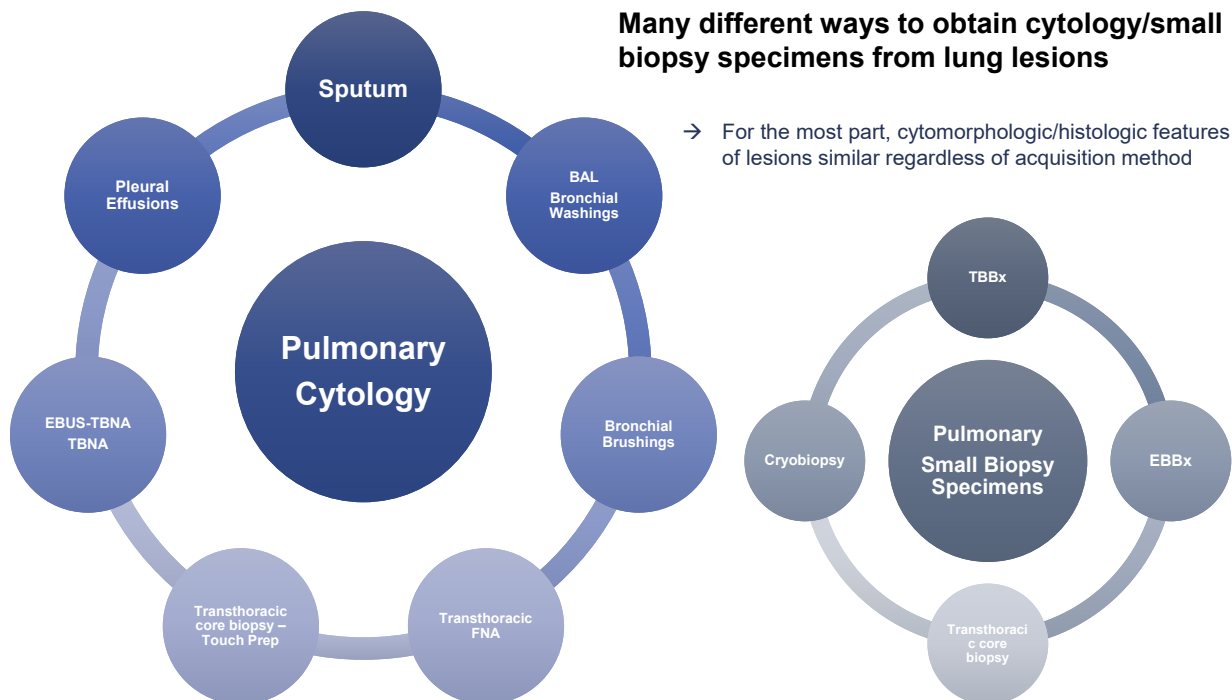 Many different ways to obtain cytology/small
biopsy specimens from lung lesions
→ For the most part, cytomorphologic/histologic features
of lesions similar regardless of acquisition method
Pulmonary
Cytology
Sputum
BAL
Bronchial
Washings
Bronchial
Brushings
Transthoracic
FNA
Transthoracic
core biopsy –
Touch Prep
EBUS-TBNA
TBNA
Pleural
Effusions
Pulmonary
Small Biopsy
Specimens
TBBx
EBBx
Transthoraci
c core
biopsy
Cryobiopsy